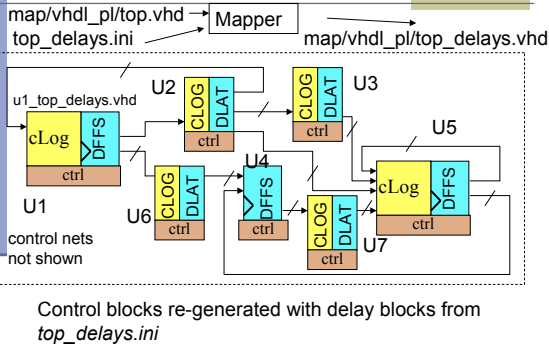 map/vhdl_pl/top.vhd
Mapper
top_delays.ini
map/vhdl_pl/top_delays.vhd
U2
CLOG
DLAT
ctrl
CLOG
DLAT
ctrl
U3
u1_top_delays.vhd
cLog
DFFS
ctrl
U1
U5
cLog
DFFS
ctrl
U4
DFFS
ctrl
U6
CLOG
DLAT
ctrl
CLOG
DLAT
ctrl
U7
control nets
not shown
Control blocks re-generated with delay blocks from
top_delays.ini